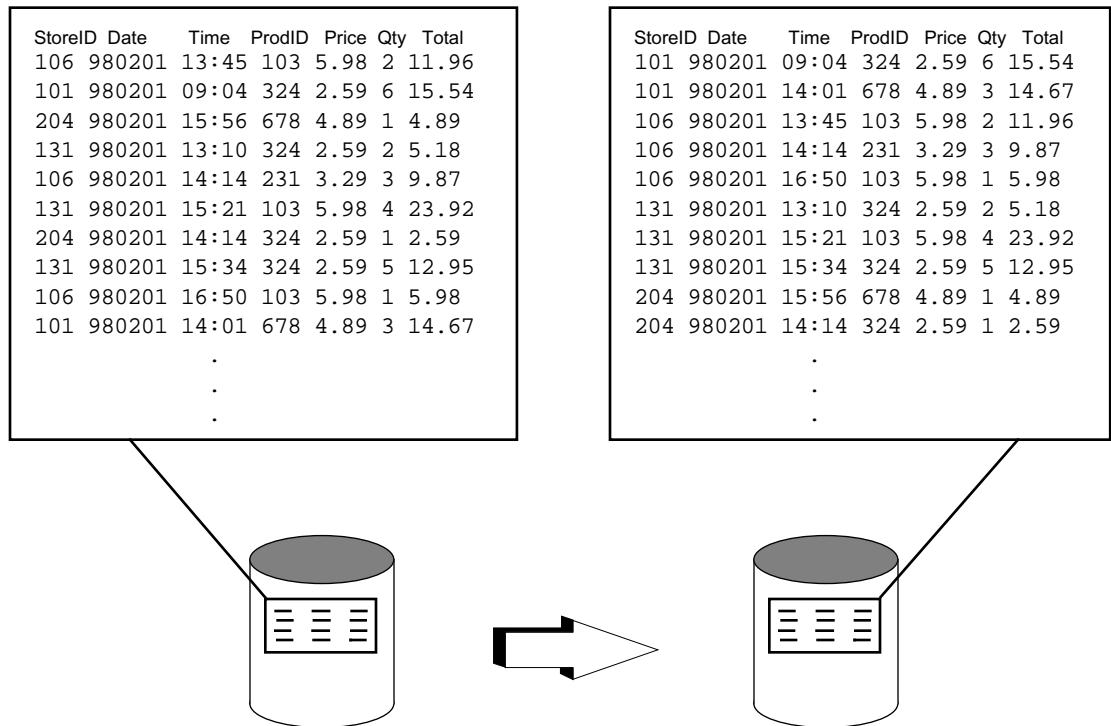 StoreID Date Time ProdID Price Qty Total
106 980201 13:45 103 5.98 2 11.96
101 980201 09:04 324 2.59 6 15.54
204 980201 15:56 678 4.89 1 4.89
131 980201 13:10 324 2.59 2 5.18
106 980201 14:14 231 3.29 3 9.87
131 980201 15:21 103 5.98 4 23.92
204 980201 14:14 324 2.59 1 2.59
131 980201 15:34 324 2.59 5 12.95
106 980201 16:50 103 5.98 1 5.98
101 980201 14:01 678 4.89 3 14.67
.
.
.
StoreID Date Time ProdID Price Qty Total
101 980201 09:04 324 2.59 6 15.54
101 980201 14:01 678 4.89 3 14.67
106 980201 13:45 103 5.98 2 11.96
106 980201 14:14 231 3.29 3 9.87
106 980201 16:50 103 5.98 1 5.98
131 980201 13:10 324 2.59 2 5.18
131 980201 15:21 103 5.98 4 23.92
131 980201 15:34 324 2.59 5 12.95
204 980201 15:56 678 4.89 1 4.89
204 980201 14:14 324 2.59 1 2.59
.
.
.